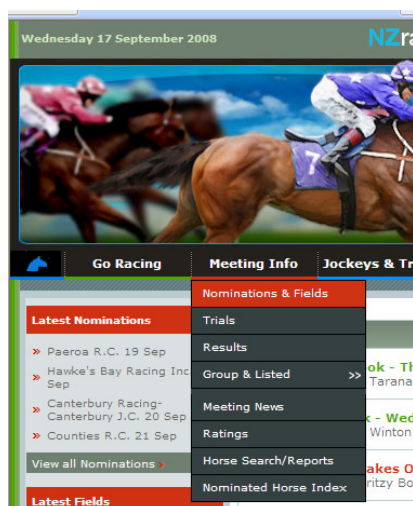 Wednesday 17 September 2008
NZra
7
Go Racing
Meeting Info
Jockeys & Tr
Nominations & Fields
Trials
Results
Group & Listed >>
Meeting News
Ratings
Horse Search/Reports
Nominated Horse Index
Latest Nominations
» Paeroa R.C. 19 Sep
» Hawke's Bay Racing Inc
Sep
» Canterbury Racing-
Canterbury J.C. 20 Sep
» Counties R.C. 21 Sep
View all Nominations »
Latest Fields
ok - Th
Tarana
k - Wed
Winton
akes O
ritzy Bo